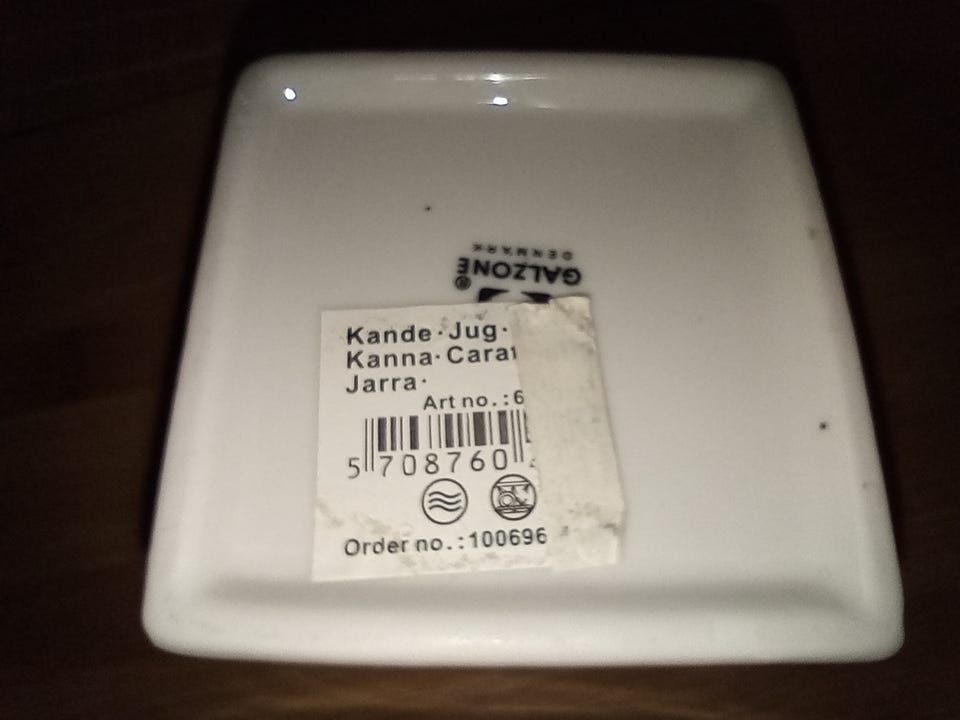 DENMARK
GALZONE®
Kande·Jug·
Kanna·Cara
Jarra·
Art no.:6
5 708760
Order no.:100696